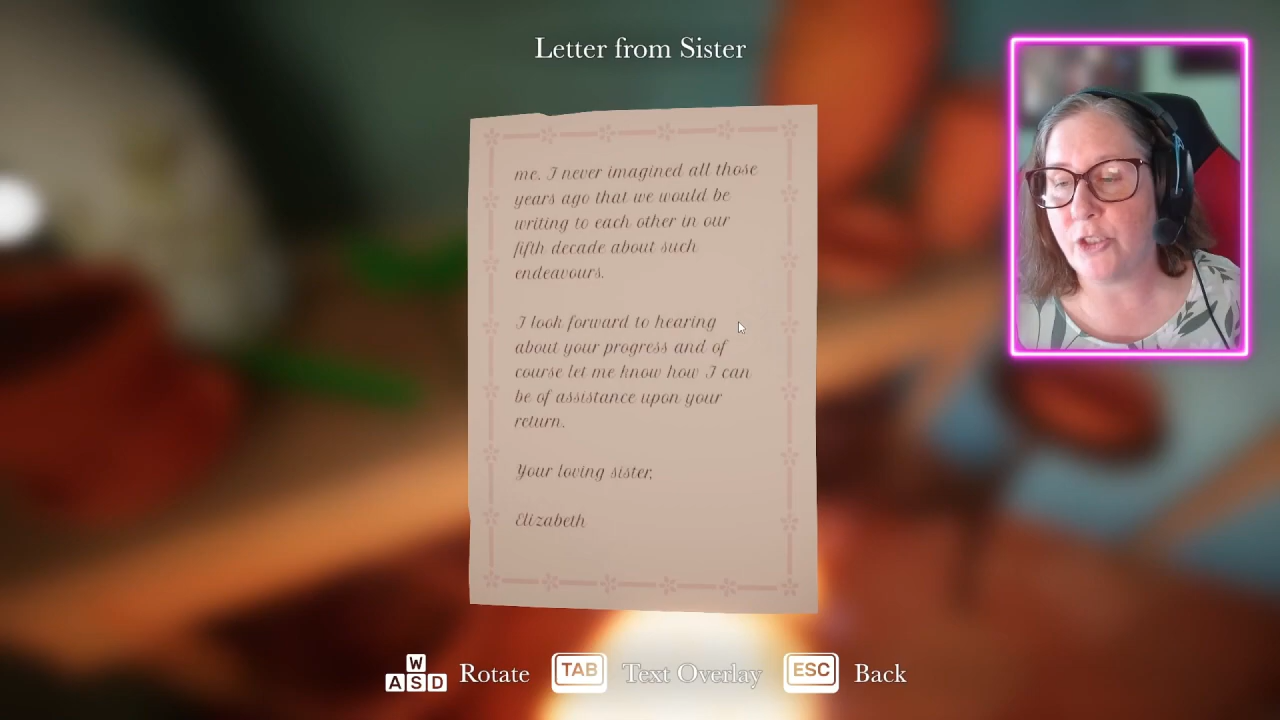 Letter from Sister
me. I never imagined all those
years ago that we would be
writing to each other in our
fifth decade about such
endeavours.
I look forward to hearing
about your progress and of
course let me know how I can
be of assistance upon your
return.
Your loving sister,
Elizabeth
W
A S D Rotate TAB Text Overlay ESC Back